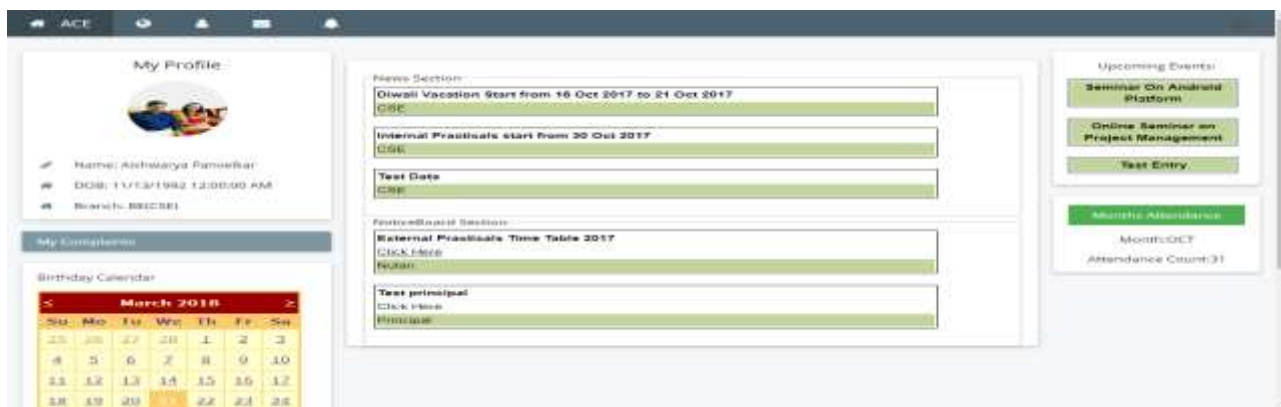 ACE
My Profile
Name: Aishwarya Panvelkar
DOB: 11/13/1992 12:00:00 AM
Branch: BE(CSE)
My Complaints
Birthday Calendar
< March 2018 >
Su Mo Tu We Th Fr Sa
25 26 27 28 1 2 3
4 5 6 7 8 9 10
11 12 13 14 15 16 17
18 19 20 21 22 23 24
News Section
Diwali Vacation Start from 16 Oct 2017 to 21 Oct 2017
CSE
Internal Practicals start from 30 Oct 2017
CSE
Test Data
CSE
NoticeBoard Section
External Practicals Time Table 2017
Click Here
Nutan
Test principal
Click Here
Principal
Upcoming Events:
Seminar On Android
Platform
Online Seminar on
Project Management
Test Entry
Months Attendance
Month:OCT
Attendance Count:31